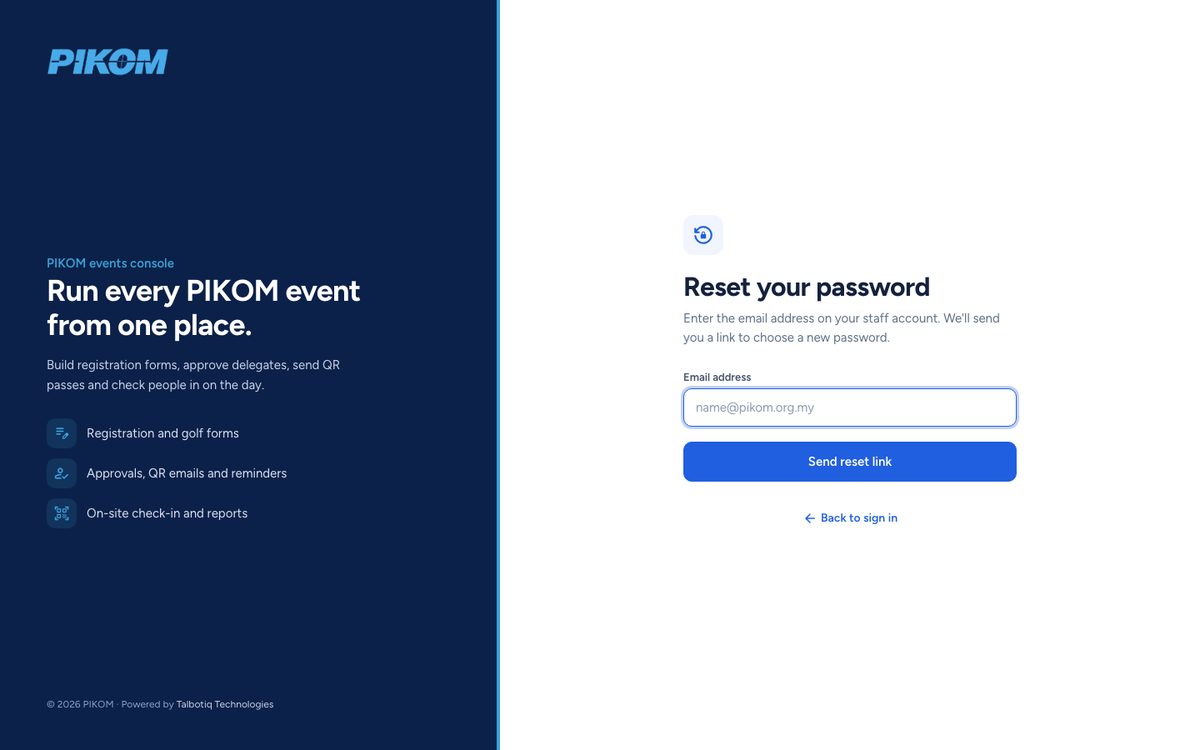 PIKOM
PIKOM events console
Run every PIKOM event
from one place.
Build registration forms, approve delegates, send QR
passes and check people in on the day.
Registration and golf forms
Approvals, QR emails and reminders
On-site check-in and reports
© 2026 PIKOM · Powered by Talbotiq Technologies
Reset your password
Enter the email address on your staff account. We'll send
you a link to choose a new password.
Email address
name@pikom.org.my
Send reset link
← Back to sign in